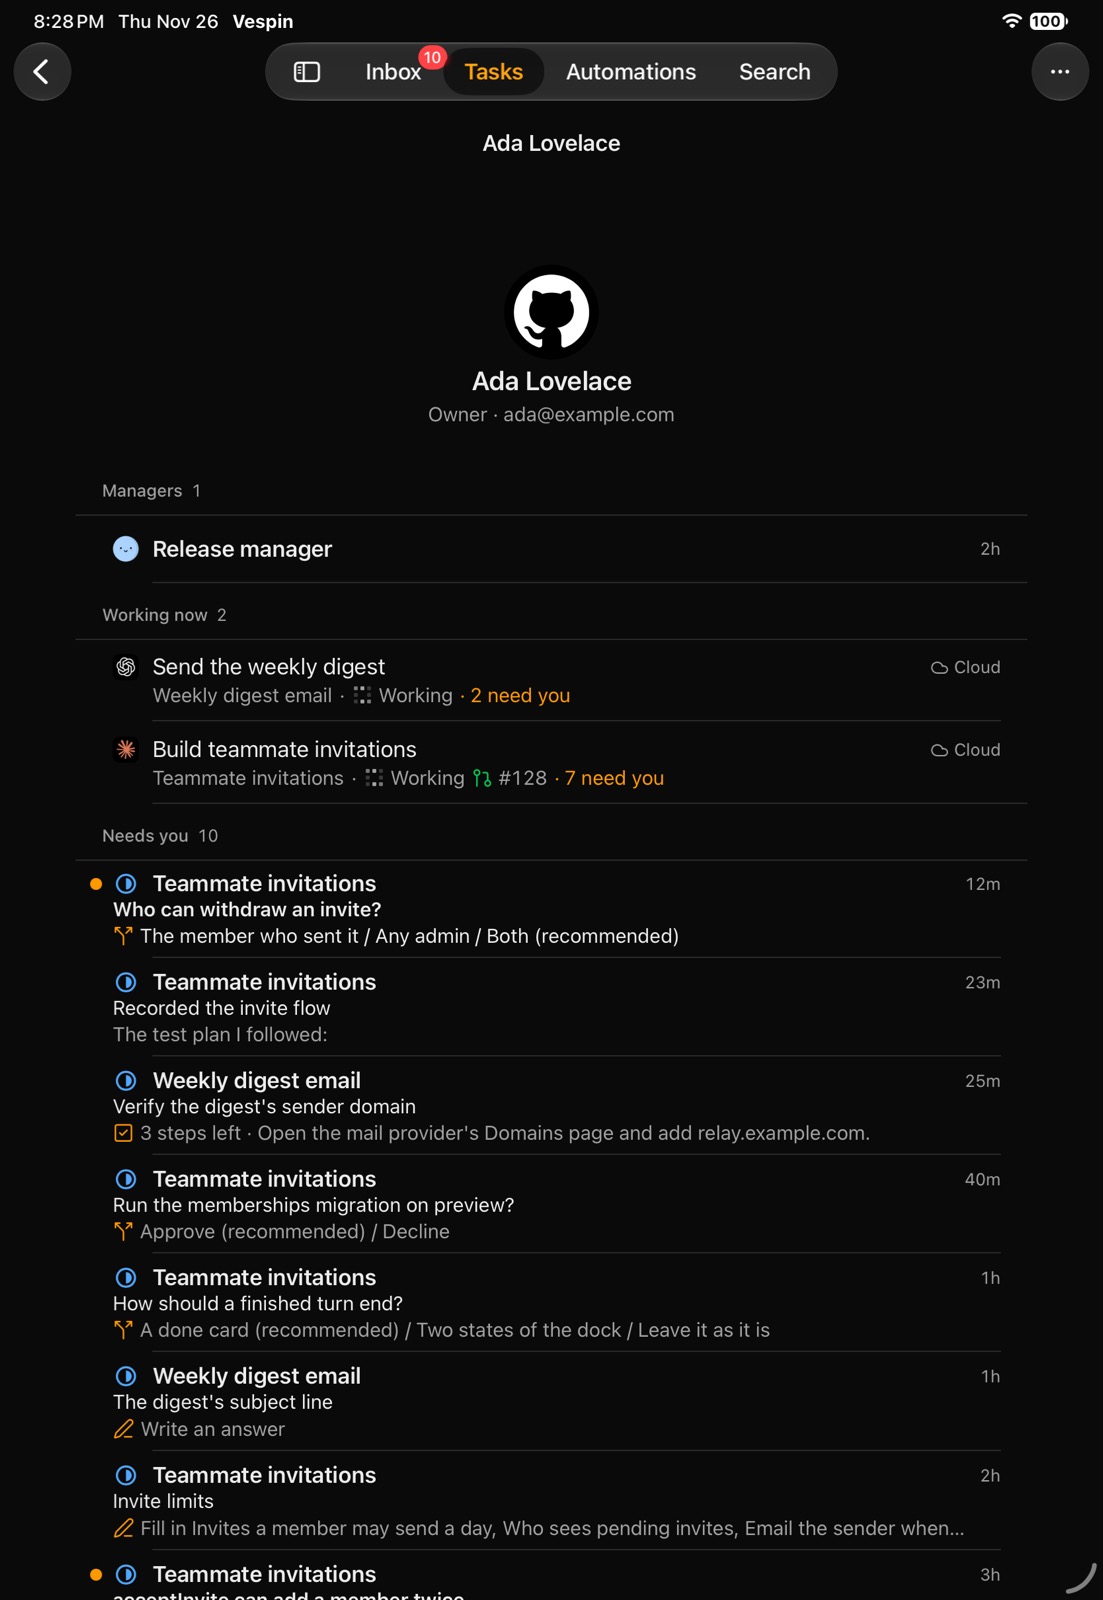 8:28 PM Thu Nov 26 Vespin
100
Inbox 10 Tasks Automations Search
Ada Lovelace
Ada Lovelace
Owner · ada@example.com
Managers 1
Release manager 2h
Working now 2
Send the weekly digest Cloud
Weekly digest email · Working · 2 need you
Build teammate invitations Cloud
Teammate invitations · Working #128 · 7 need you
Needs you 10
Teammate invitations 12m
Who can withdraw an invite?
The member who sent it / Any admin / Both (recommended)
Teammate invitations 23m
Recorded the invite flow
The test plan I followed:
Weekly digest email 25m
Verify the digest's sender domain
3 steps left · Open the mail provider's Domains page and add relay.example.com.
Teammate invitations 40m
Run the memberships migration on preview?
Approve (recommended) / Decline
Teammate invitations 1h
How should a finished turn end?
A done card (recommended) / Two states of the dock / Leave it as it is
Weekly digest email 1h
The digest's subject line
Write an answer
Teammate invitations 2h
Invite limits
Fill in Invites a member may send a day, Who sees pending invites, Email the sender when...
Teammate invitations 3h
acceptInvite can add a member twice